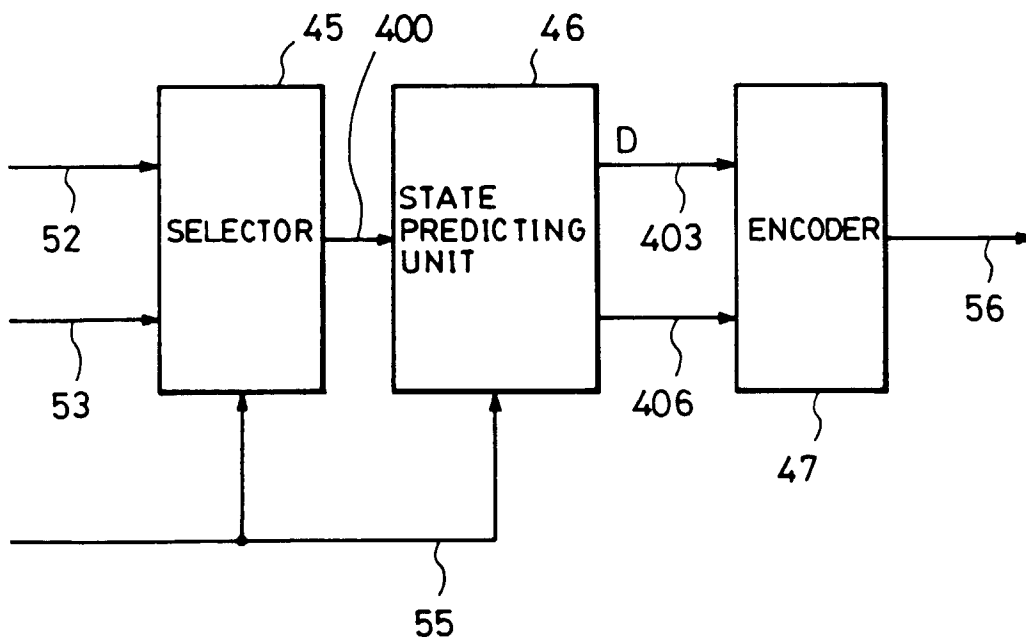 45
400
46
D
52
SELECTOR
STATE
PREDICTING
UNIT
403
ENCODER
56
53
406
47
55